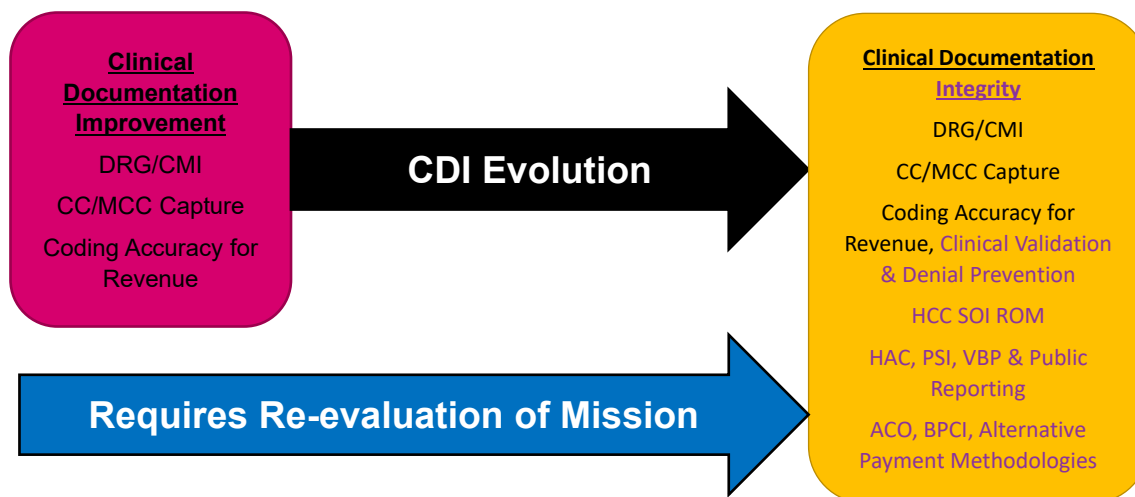 Clinical
Documentation
Improvement
DRG/CMI
CC/MCC Capture
Coding Accuracy for
Revenue
CDI Evolution
Requires Re-evaluation of Mission
Clinical Documentation
Integrity
DRG/CMI
CC/MCC Capture
Coding Accuracy for
Revenue, Clinical Validation
& Denial Prevention
HCC SOI ROM
HAC, PSI, VBP & Public
Reporting
ACO, BPCI, Alternative
Payment Methodologies